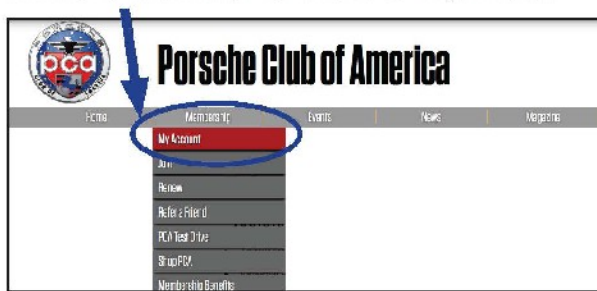 pca
Porsche Club of America
Home Membership Events News Magazine
My Account
Join
Renew
Refer a Friend
PCA Test Drive
Shop PCA
Membership Benefits